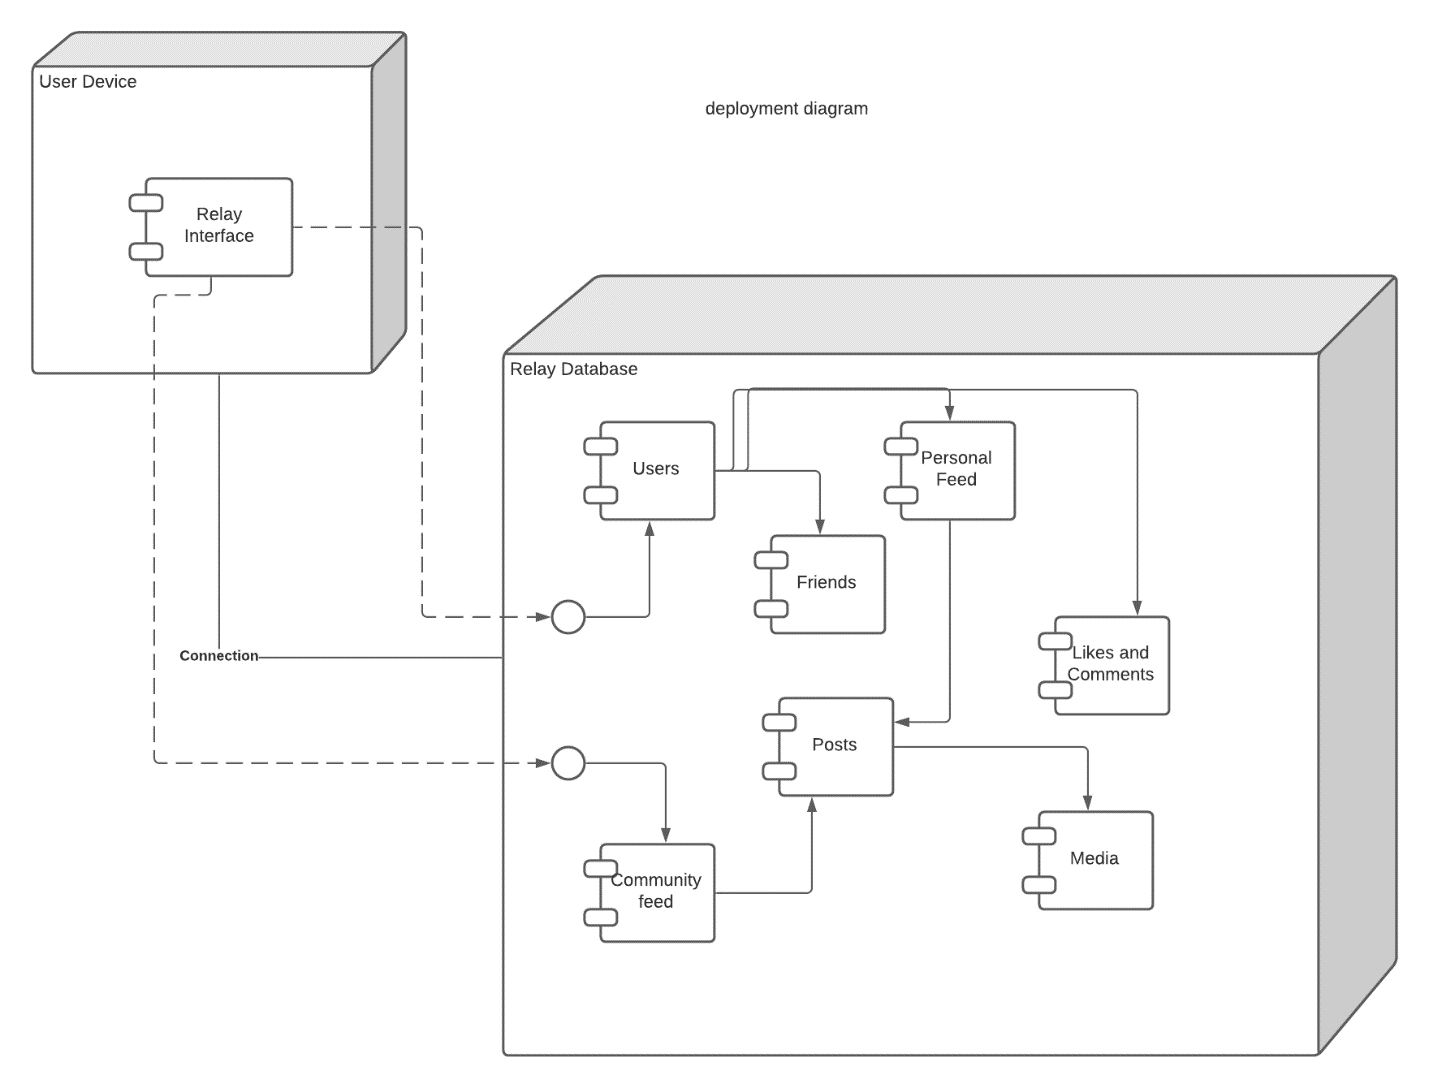 User Device
deployment diagram
Relay
Interface
Relay Database
Users
Personal
Feed
Friends
Likes and
Comments
Connection
Posts
Media
Community
feed